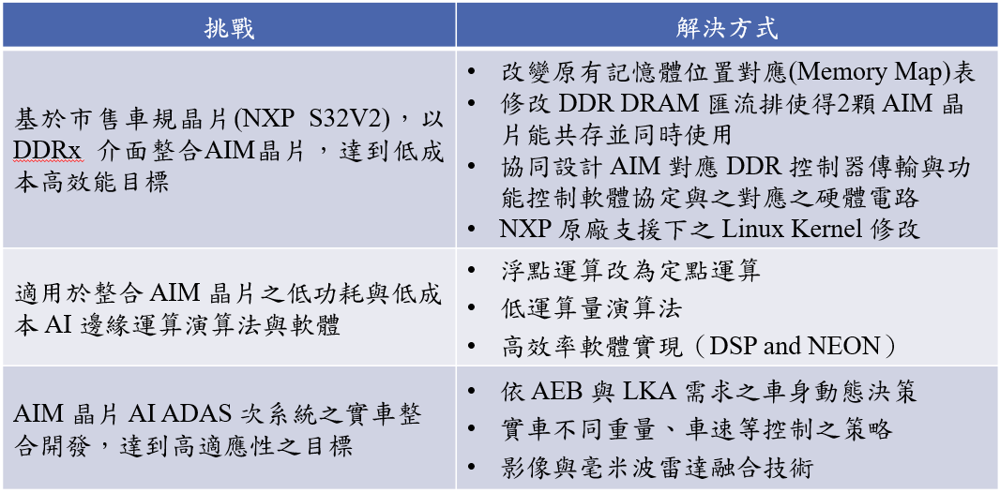 挑戰
解決方式
基於市售車規晶片(NXP S32V2)，以
DDRx 介面整合AIM晶片，達到低成
本高效能目標
• 改變原有記憶體位置對應(Memory Map)表
• 修改 DDR DRAM 匯流排使得2顆 AIM 晶
片能共存並同時使用
• 協同設計 AIM 對應 DDR 控制器傳輸與功
能控制軟體協定與之對應之硬體電路
• NXP 原廠支援下之 Linux Kernel 修改
適用於整合 AIM 晶片之低功耗與低成
本 AI 邊緣運算演算法與軟體
• 浮點運算改為定點運算
• 低運算量演算法
• 高效率軟體實現（DSP and NEON）
AIM 晶片 AI ADAS 次系統之實車整
合開發，達到高適應性之目標
• 依 AEB 與 LKA 需求之車身動態決策
• 實車不同重量、車速等控制之策略
• 影像與毫米波雷達融合技術